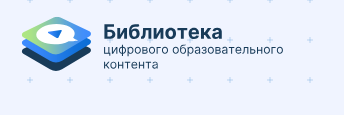 Библиотека
цифрового образовательного
контента